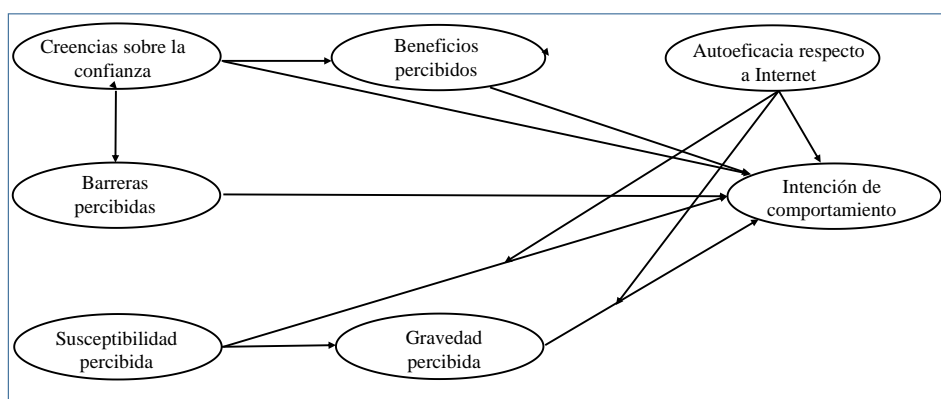 Creencias sobre la
confianza
Beneficios
percibidos
Autoeficacia respecto
a Internet
Barreras
percibidas
Intención de
comportamiento
Susceptibilidad
percibida
Gravedad
percibida